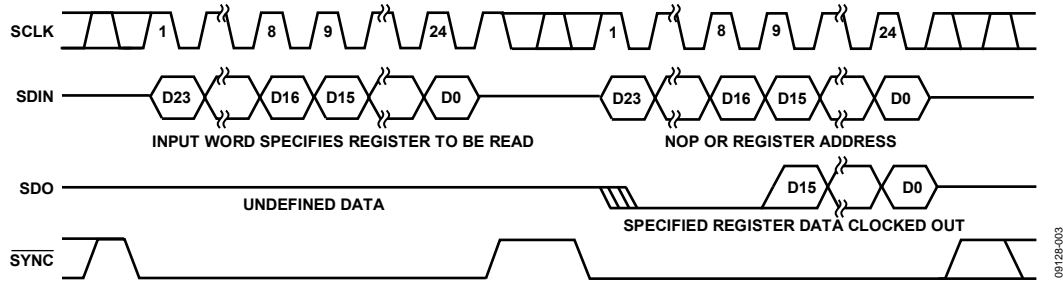 SCLK 1 8 9 24 1 8 9 24
SDIN D23 D16 D15 D0 D23 D16 D15 D0
INPUT WORD SPECIFIES REGISTER TO BE READ NOP OR REGISTER ADDRESS
SDO D15 D0
UNDEFINED DATA
SPECIFIED REGISTER DATA CLOCKED OUT
SYNC
09128-003